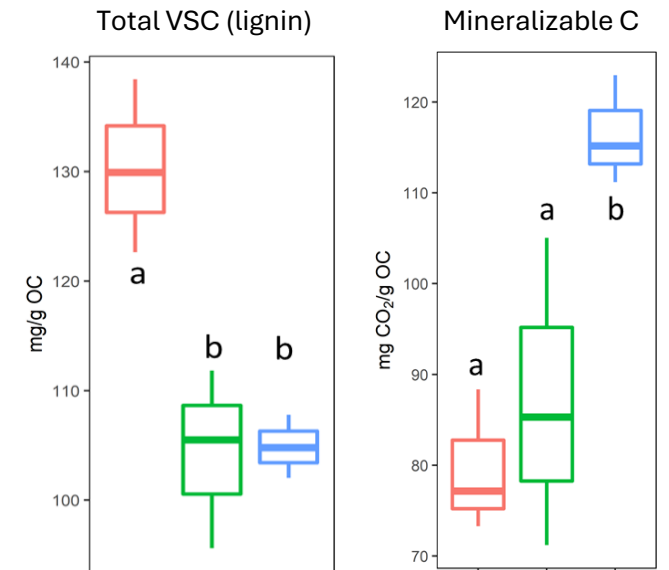 Total VSC (lignin)
mg/g OC
140
130
120
110
100
a
b
b
Mineralizable C
mg CO₂/g OC
120
110
100
90
80
70
a
a
b